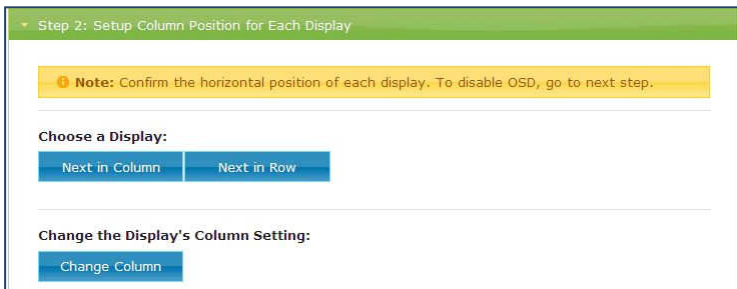 Step 2: Setup Column Position for Each Display
Note: Confirm the horizontal position of each display. To disable OSD, go to next step.
Choose a Display:
Next in Column Next in Row
Change the Display's Column Setting:
Change Column